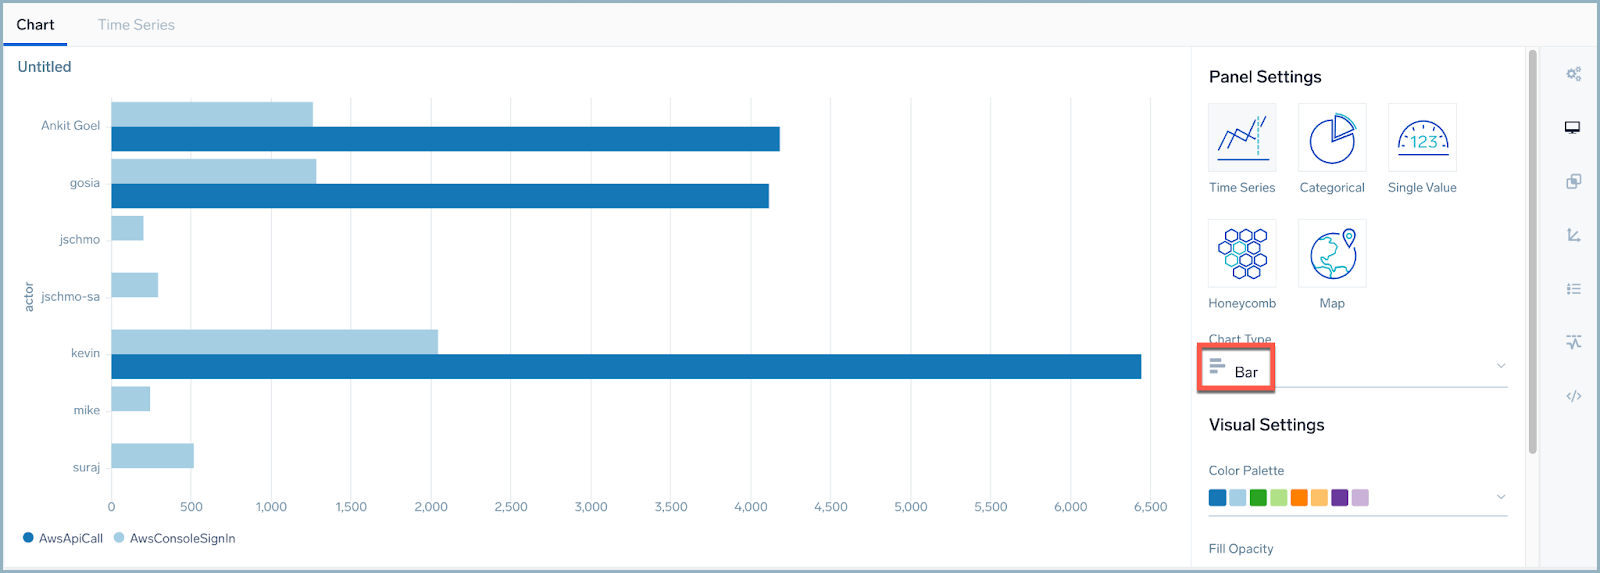 Chart
Time Series
Untitled
actor
Ankit Goel
gosia
jschmo
jschmo-sa
kevin
mike
suraj
0 500 1,000 1,500 2,000 2,500 3,000 3,500 4,000 4,500 5,000 5,500 6,000 6,500
AwsApiCall AwsConsoleSignIn
Panel Settings
123
Time Series Categorical Single Value
Honeycomb Map
Chart Type
Bar
Visual Settings
Color Palette
Fill Opacity